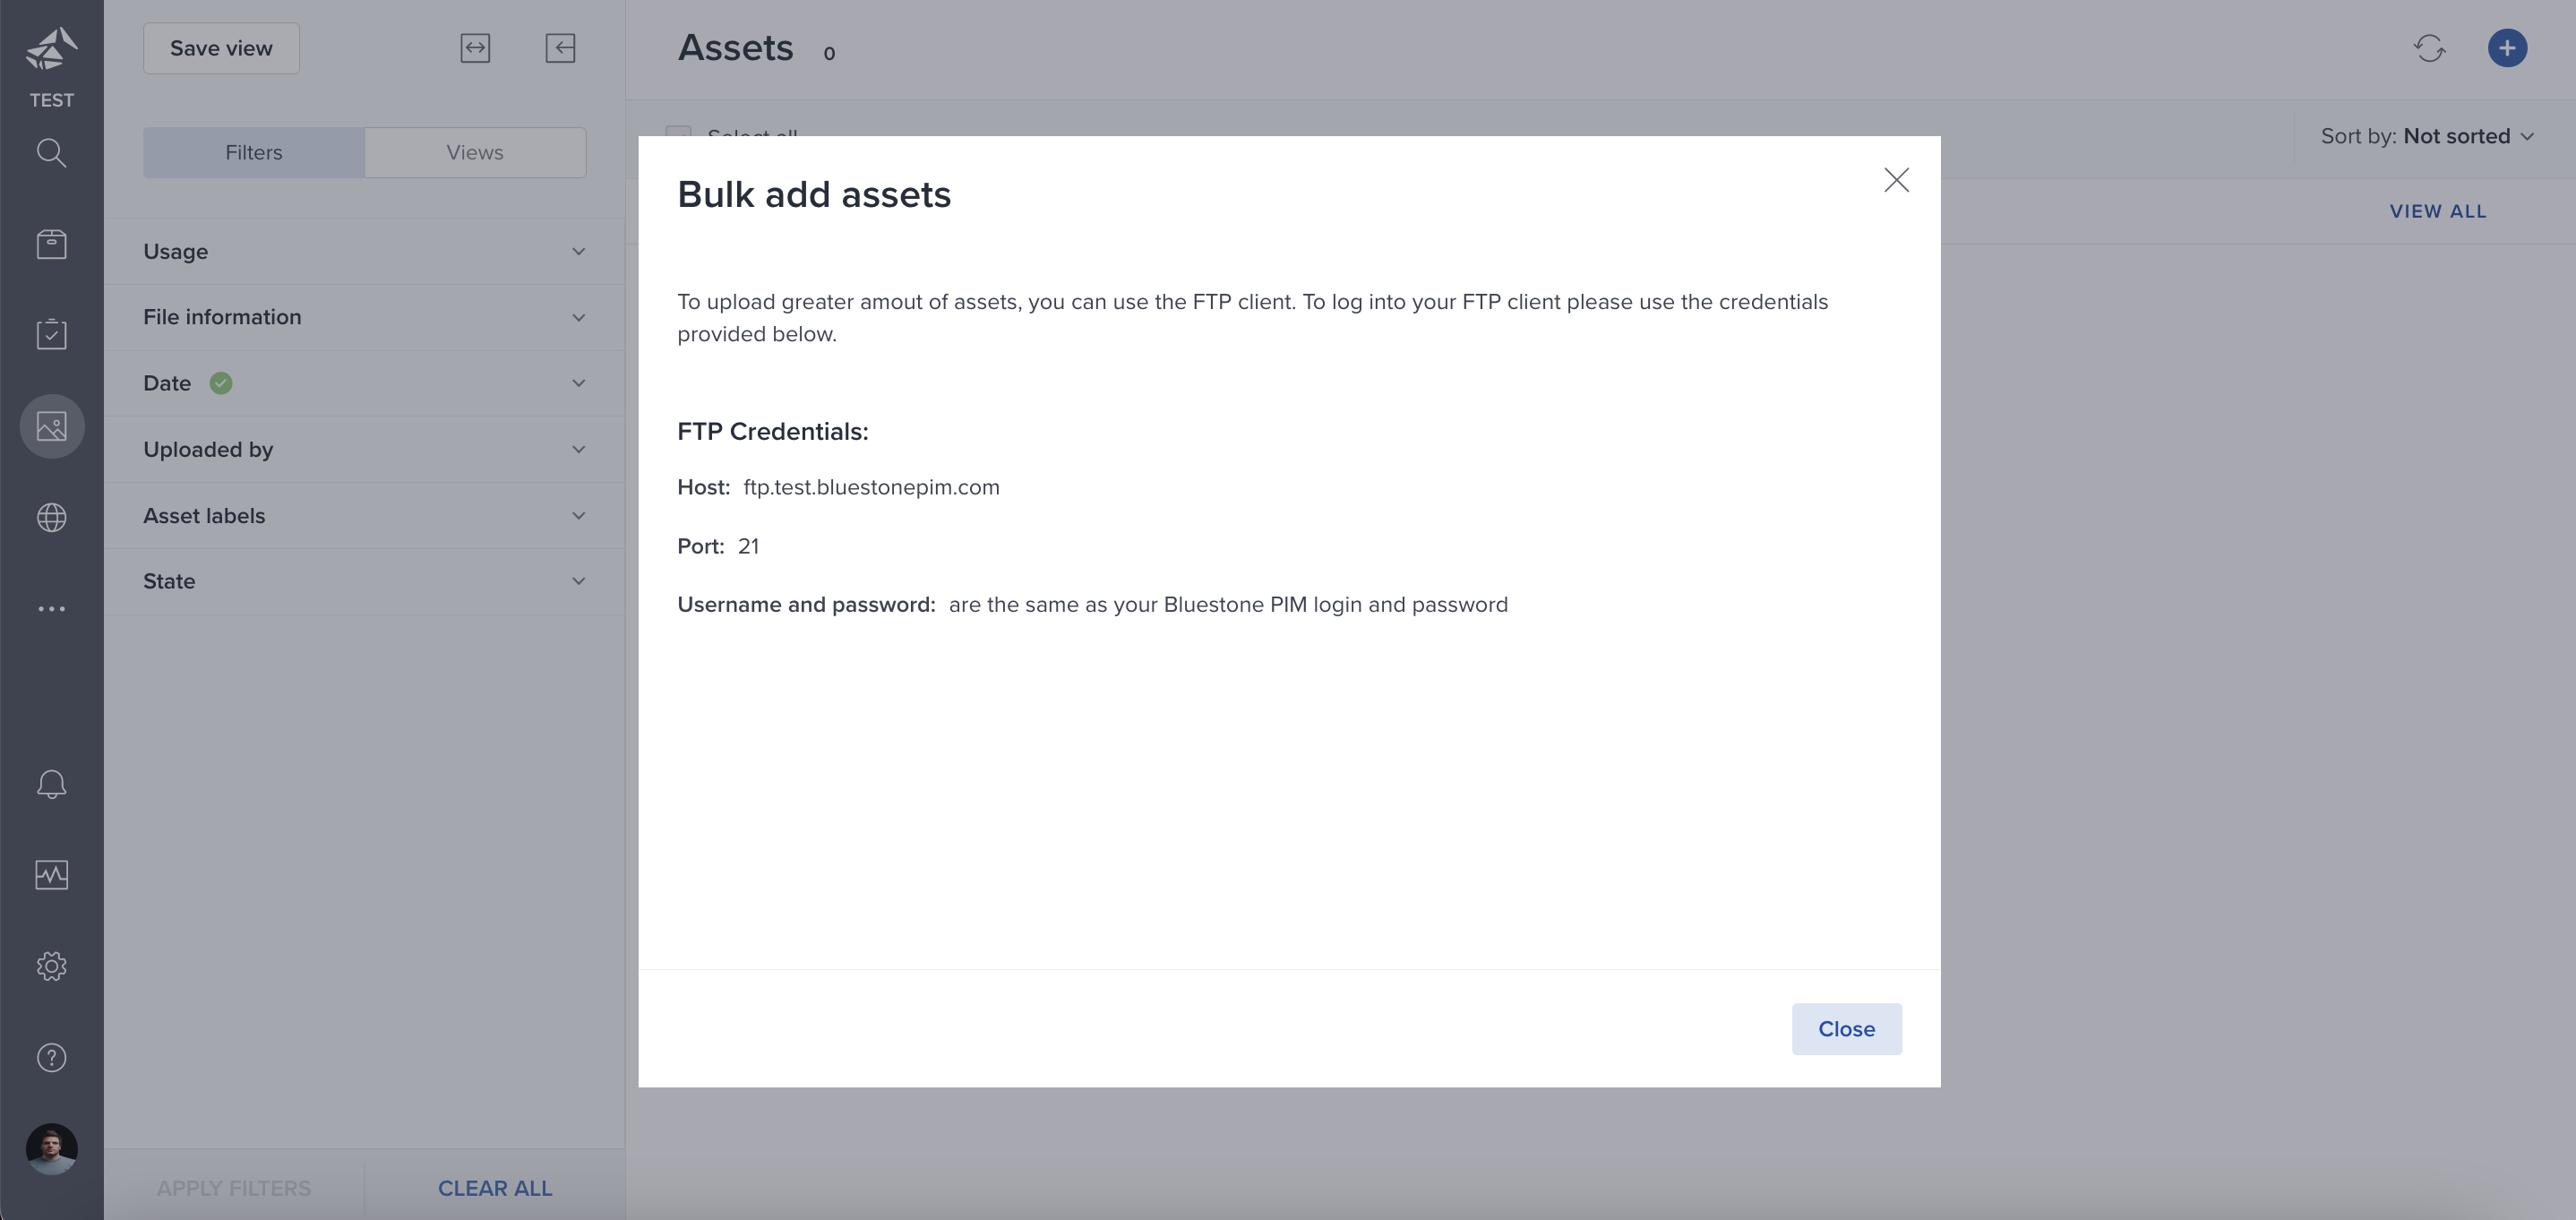 TEST
Save view
Filters
Views
Usage
File information
Date
Uploaded by
Asset labels
State
APPLY FILTERS
CLEAR ALL
Assets 0
Select all
Sort by: Not sorted
VIEW ALL
Bulk add assets
To upload greater amout of assets, you can use the FTP client. To log into your FTP client please use the credentials
provided below.
FTP Credentials:
Host: ftp.test.bluestonepim.com
Port: 21
Username and password: are the same as your Bluestone PIM login and password
Close